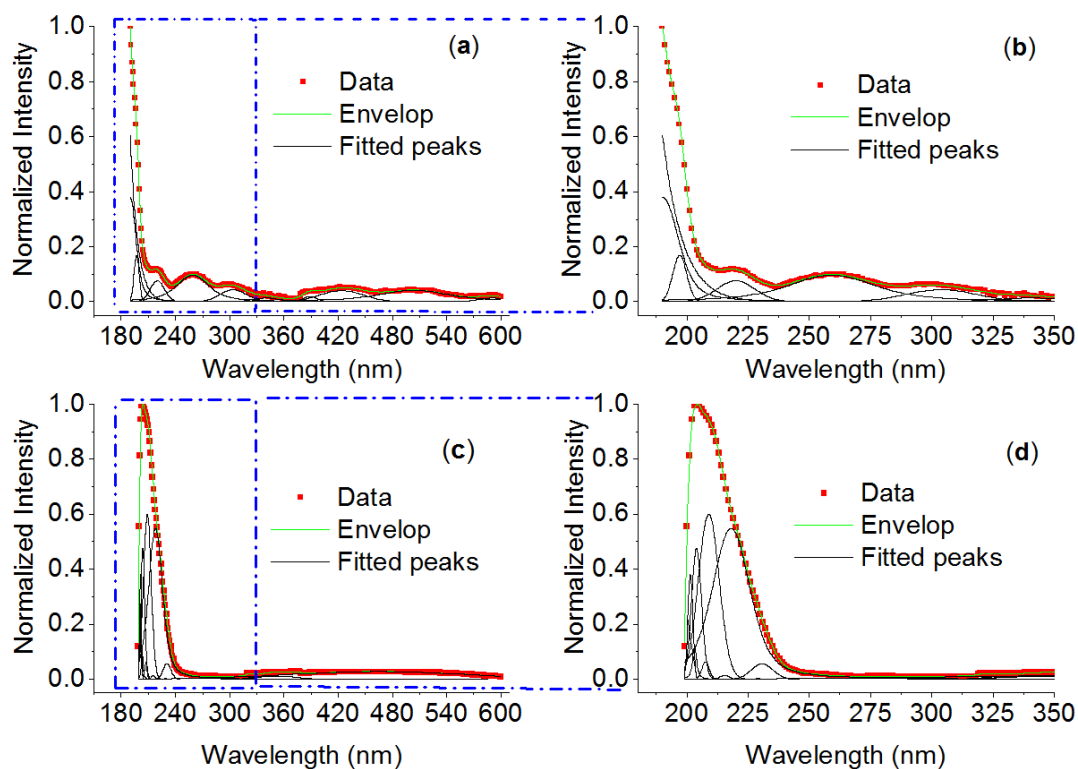 1.0
0.8
0.6
0.4
0.2
0.0
Normalized Intensity
(a)
Data
Envelop
Fitted peaks
180 240 300 360 420 480 540 600
Wavelength (nm)
1.0
0.8
0.6
0.4
0.2
0.0
Normalized Intensity
(b)
Data
Envelop
Fitted peaks
200 225 250 275 300 325 350
Wavelength (nm)
1.0
0.8
0.6
0.4
0.2
0.0
Normalized Intensity
(c)
Data
Envelop
Fitted peaks
180 240 300 360 420 480 540 600
Wavelength (nm)
1.0
0.8
0.6
0.4
0.2
0.0
Normalized Intensity
(d)
Data
Envelop
Fitted peaks
200 225 250 275 300 325 350
Wavelength (nm)